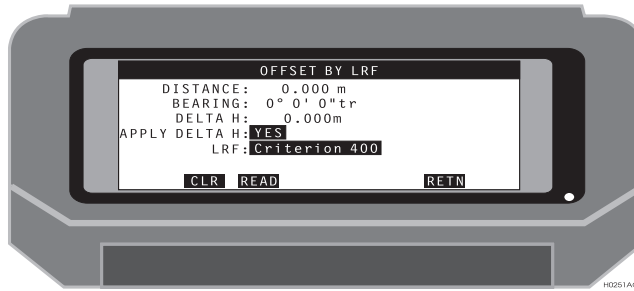 OFFSET BY LRF
DISTANCE: 0.000 m
BEARING: 0° 0' 0"tr
DELTA H: 0.000m
APPLY DELTA H: YES
LRF: Criterion 400
CLR READ RETN